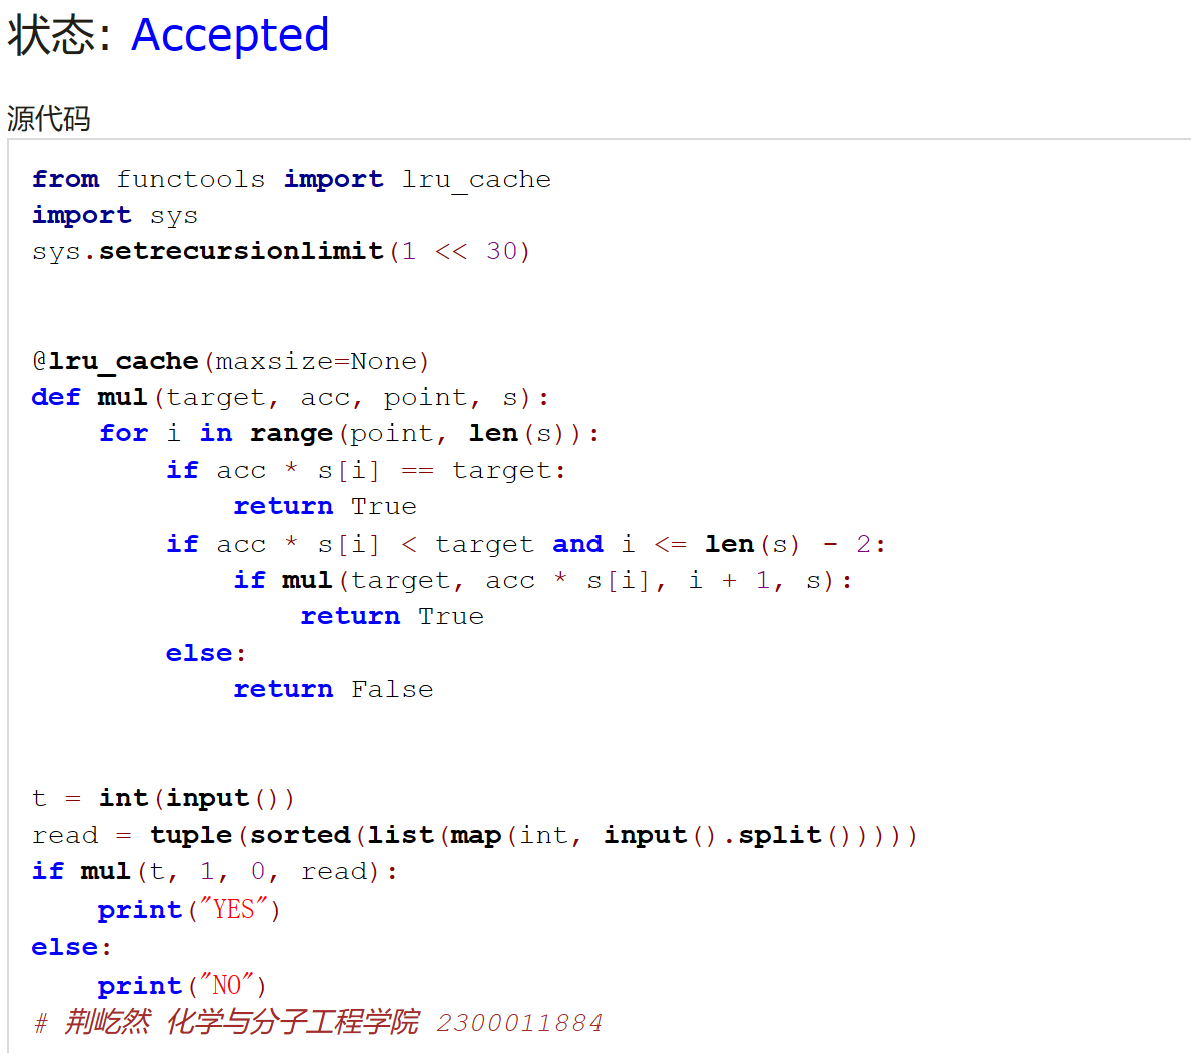 状态: Accepted
源代码
from functools import lru_cache
import sys
sys.setrecursionlimit(1 << 30)
@lru_cache(maxsize=None)
def mul(target, acc, point, s):
    for i in range(point, len(s)):
        if acc * s[i] == target:
            return True
        if acc * s[i] < target and i <= len(s) - 2:
            if mul(target, acc * s[i], i + 1, s):
                return True
        else:
            return False
t = int(input())
read = tuple(sorted(list(map(int, input().split()))))
if mul(t, 1, 0, read):
    print("YES")
else:
    print("NO")
# 荆屹然 化学与分子工程学院 2300011884